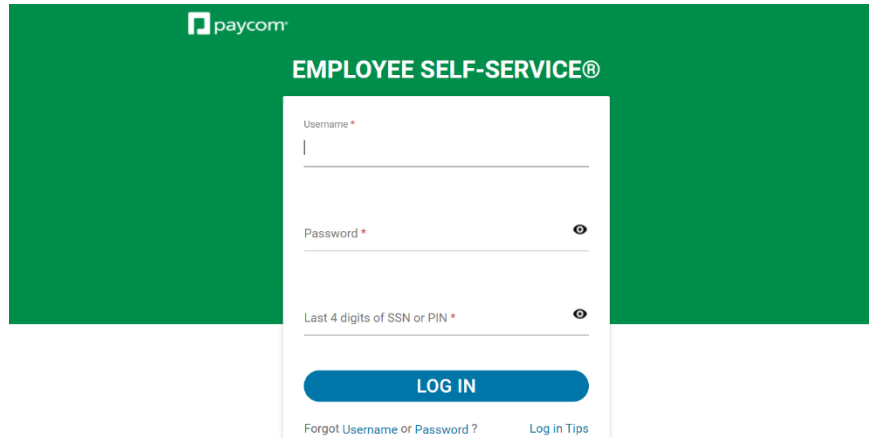 paycom
EMPLOYEE SELF-SERVICE®
Username *
Password *
Last 4 digits of SSN or PIN *
LOG IN
Forgot Username or Password ? Log in Tips